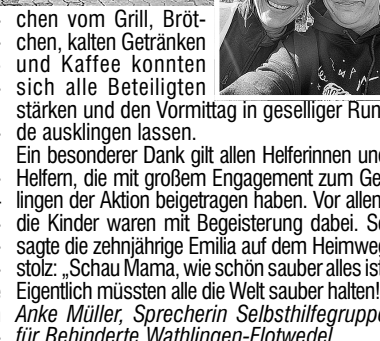 chen vom Grill, Bröt-
chen, kalten Getränken
und Kaffee konnten
sich alle Beteiligten
stärken und den Vormittag in geselliger Run
de ausklingen lassen.
Ein besonderer Dank gilt allen Helferinnen und
Helfern, die mit großem Engagement zum Ge
lingen der Aktion beigetragen haben. Vor allem
die Kinder waren mit Begeisterung dabei. So
sagte die zehnjährige Emilia auf dem Heimweg
stolz: „Schau Mama, wie schön sauber alles ist
Eigentlich müssten alle die Welt sauber halten!
Anke Müller, Sprecherin Selbsthilfegruppe
für Behinderte Wathlingen-Flotwedel